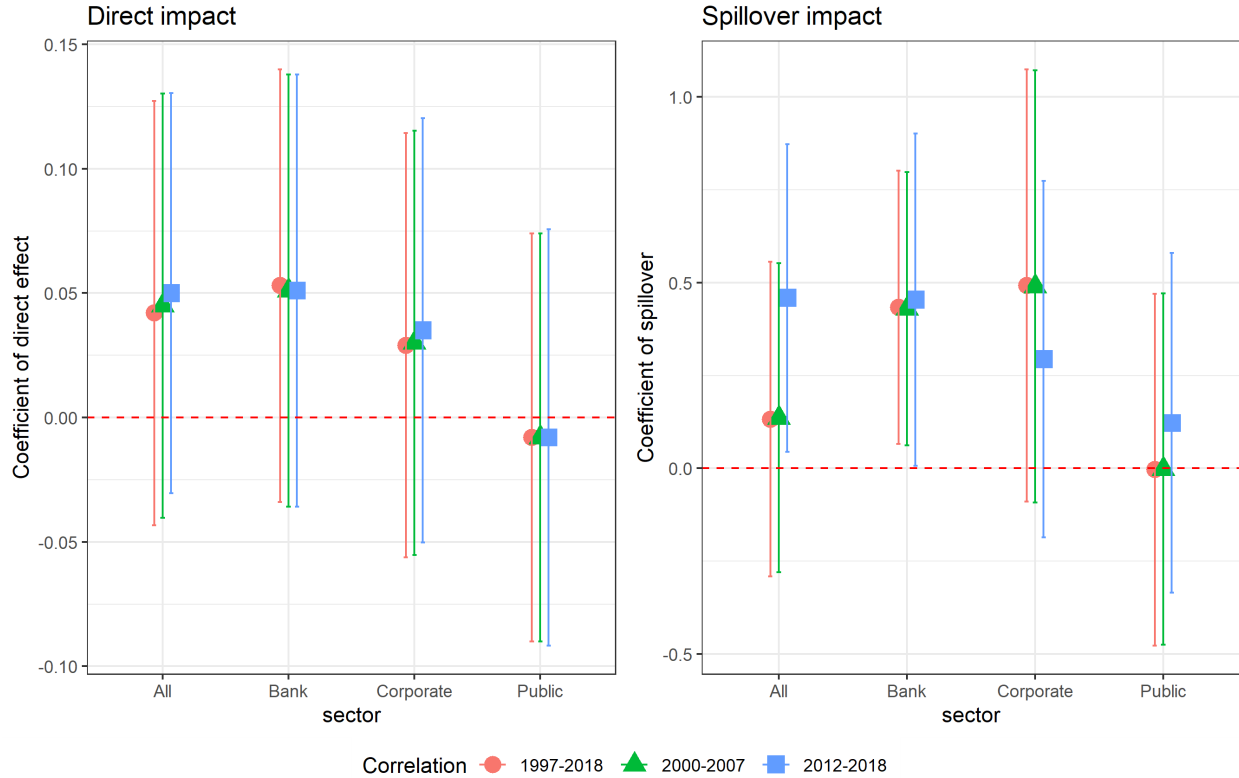 Direct impact
Coefficient of direct effect
0.15
0.10
0.05
0.00
-0.05
-0.10
All Bank Corporate Public
sector
Spillover impact
Coefficient of spillover
1.0
0.5
0.0
-0.5
All Bank Corporate Public
sector
Correlation 1997-2018 2000-2007 2012-2018